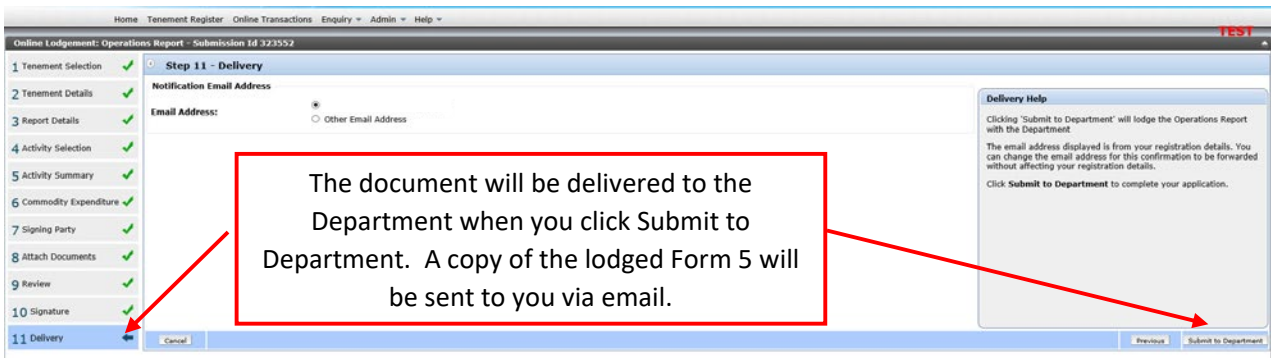 Home Tenement Register Online Transactions Enquiry Admin Help
TEST
Online Lodgement: Operations Report - Submission Id 323552
1 Tenement Selection
2 Tenement Details
3 Report Details
4 Activity Selection
5 Activity Summary
6 Commodity Expenditure
7 Signing Party
8 Attach Documents
9 Review
10 Signature
11 Delivery
Step 11 - Delivery
Notification Email Address
Email Address:
Other Email Address
The document will be delivered to the
Department when you click Submit to
Department. A copy of the lodged Form 5 will
be sent to you via email.
Delivery Help
Clicking 'Submit to Department' will lodge the Operations Report
with the Department
The email address displayed is from your registration details. You
can change the email address for this confirmation to be forwarded
without affecting your registration details.
Click Submit to Department to complete your application.
Cancel
Previous
Submit to Department